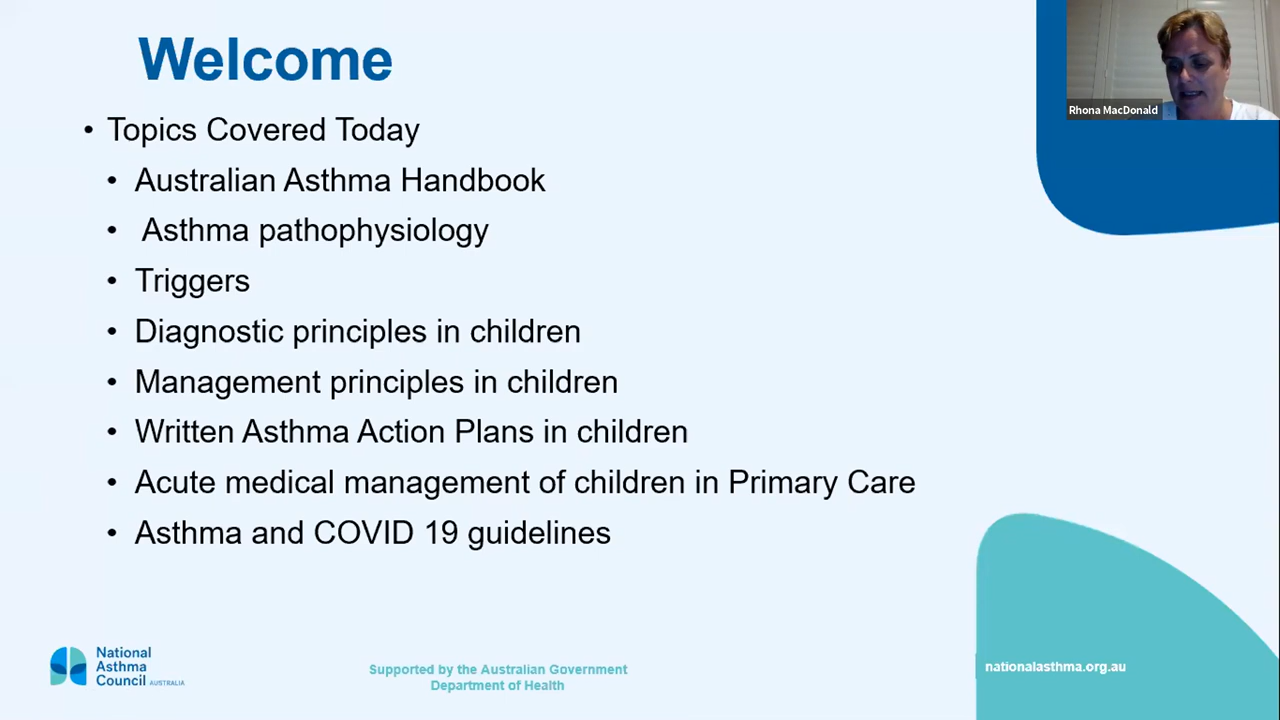 Welcome
• Topics Covered Today
• Australian Asthma Handbook
• Asthma pathophysiology
• Triggers
• Diagnostic principles in children
• Management principles in children
• Written Asthma Action Plans in children
• Acute medical management of children in Primary Care
• Asthma and COVID 19 guidelines
Rhona MacDonald
National
Asthma
Council AUSTRALIA
Supported by the Australian Government
Department of Health
nationalasthma.org.au